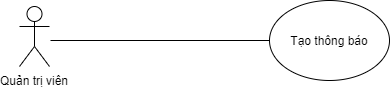 Tạo thông báo
Quản trị viên